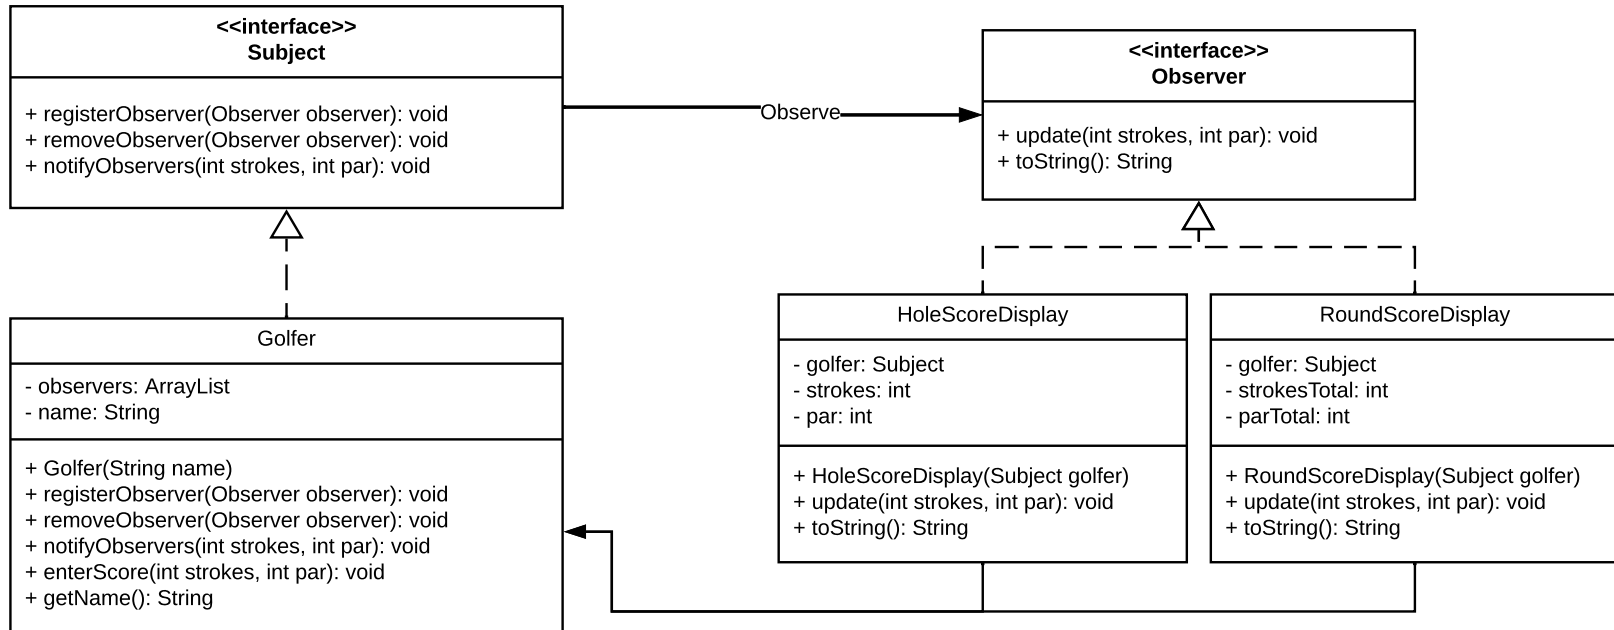 <<interface>>
Subject
+ registerObserver(Observer observer): void
+ removeObserver(Observer observer): void
+ notifyObservers(int strokes, int par): void
Observe
<<interface>>
Observer
+ update(int strokes, int par): void
+ toString(): String
Golfer
- observers: ArrayList
- name: String
+ Golfer(String name)
+ registerObserver(Observer observer): void
+ removeObserver(Observer observer): void
+ notifyObservers(int strokes, int par): void
+ enterScore(int strokes, int par): void
+ getName(): String
HoleScoreDisplay
- golfer: Subject
- strokes: int
- par: int
+ HoleScoreDisplay(Subject golfer)
+ update(int strokes, int par): void
+ toString(): String
RoundScoreDisplay
- golfer: Subject
- strokesTotal: int
- parTotal: int
+ RoundScoreDisplay(Subject golfer)
+ update(int strokes, int par): void
+ toString(): String